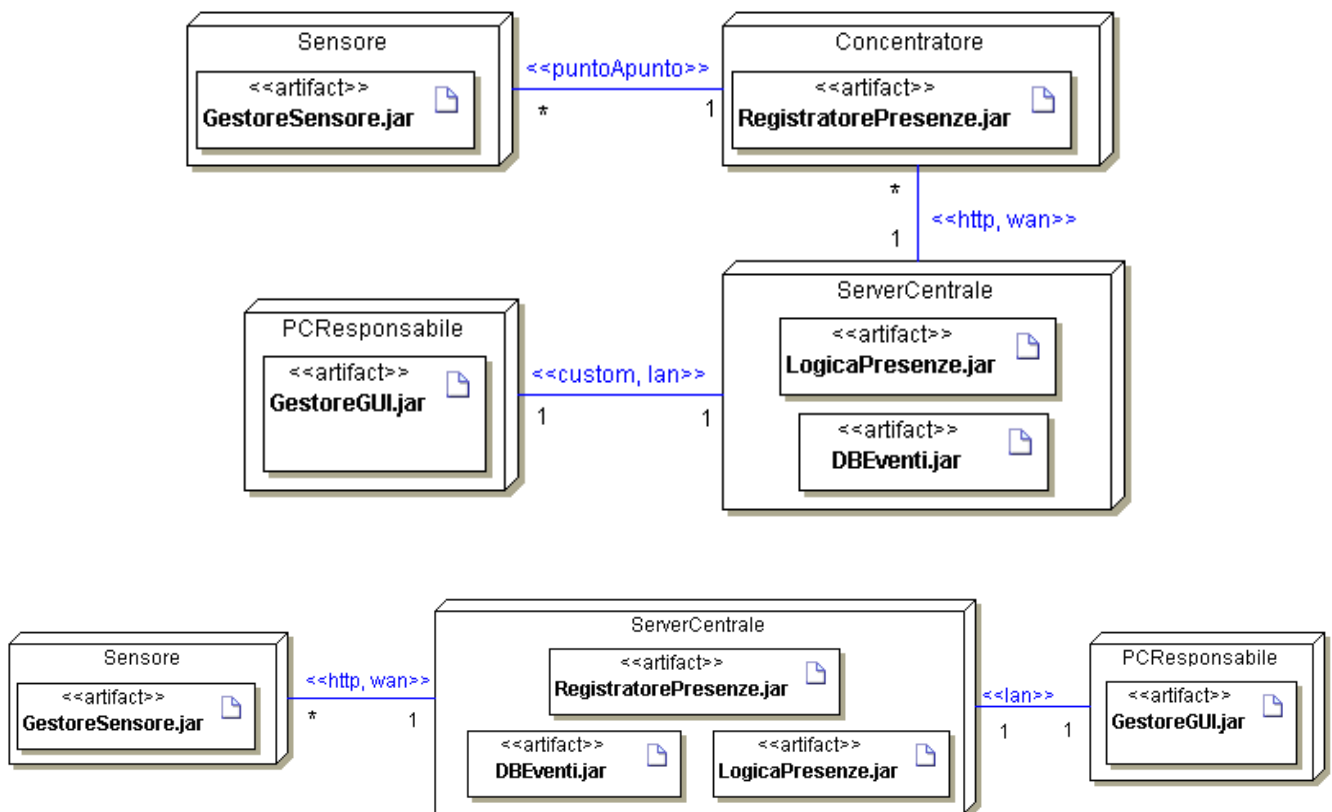 Sensore
<<artifact>>
GestoreSensore.jar
<<puntoApunto>>
*
1
Concentratore
<<artifact>>
RegistratorePresenze.jar
*
<<http, wan>>
1
PCResponsabile
<<artifact>>
GestoreGUI.jar
<<custom, lan>>
1
1
ServerCentrale
<<artifact>>
LogicaPresenze.jar
<<artifact>>
DBEventi.jar
Sensore
<<artifact>>
GestoreSensore.jar
<<http, wan>>
*
1
ServerCentrale
<<artifact>>
RegistratorePresenze.jar
<<artifact>>
DBEventi.jar
<<artifact>>
LogicaPresenze.jar
<<lan>>
1
1
PCResponsabile
<<artifact>>
GestoreGUI.jar